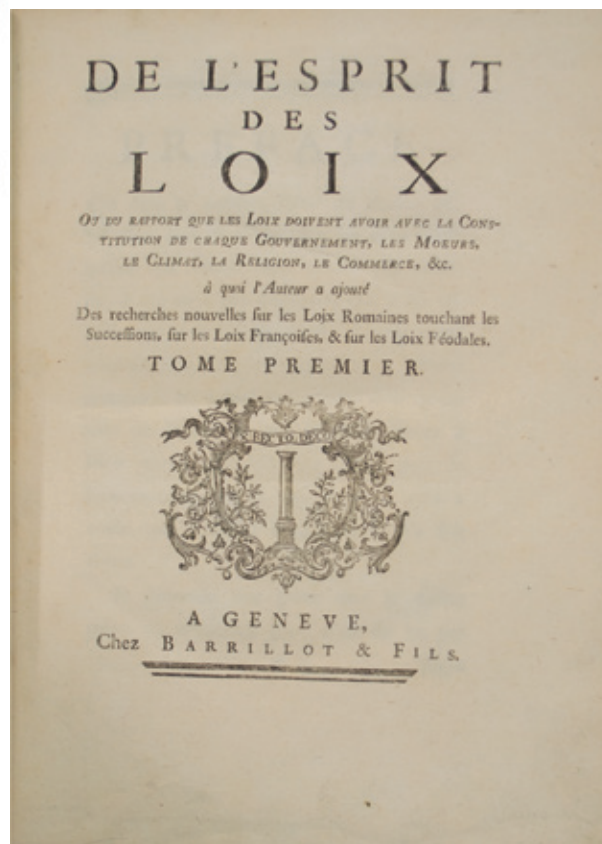 DE L'ESPRIT
DES
LOIX
OU DU RAPPORT QUE LES LOIX DOIVENT AVOIR AVEC LA CONS-
TITUTION DE CHAQUE GOUVERNEMENT, LES MOEURS,
LE CLIMAT, LA RELIGION, LE COMMERCE, &c.
à quoi l'Auteur a ajouté
Des recherches nouvelles sur les Loix Romaines touchant les
Successions, sur les Loix Françoises, & sur les Loix Féodales.
TOME PREMIER.
A GENEVE,
Chez BARRILLOT & FILS.